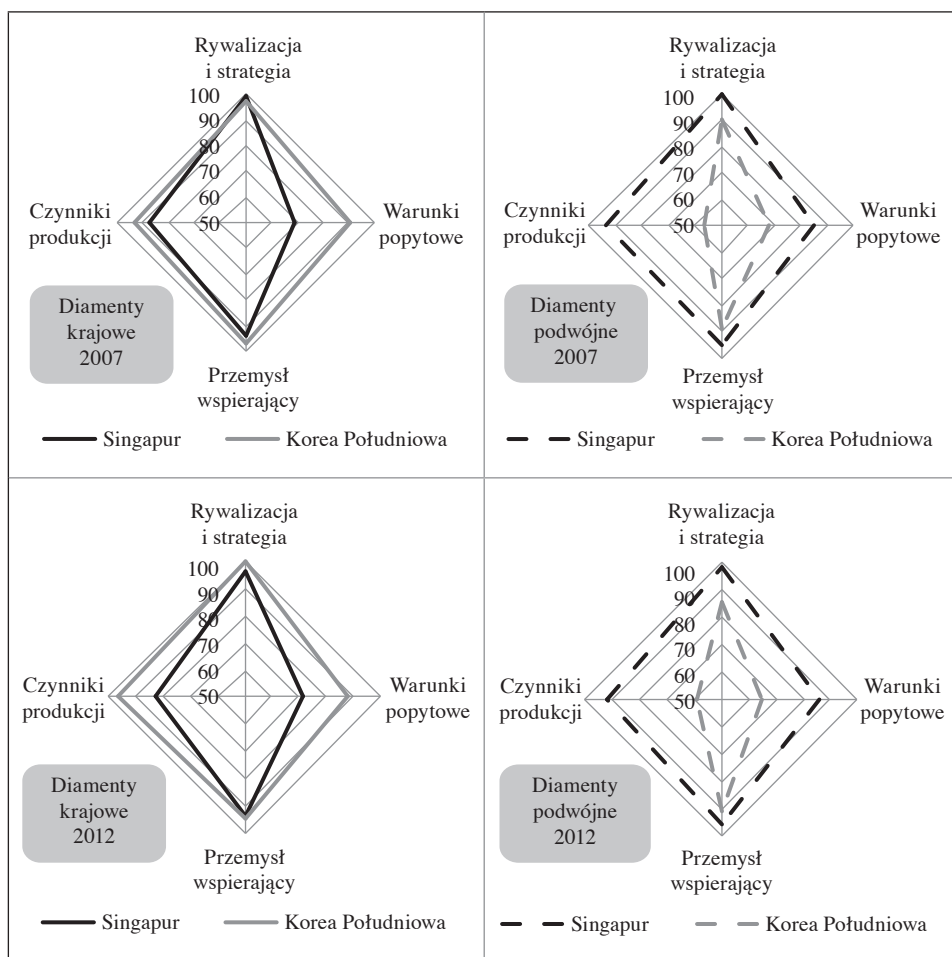 Rywalizacja
i strategia
100
90
80
70
60
50
Czynniki
produkcji
Warunki
popytowe
Diamenty
krajowe
2007
Przemysł
wspierający
Singapur
Korea Południowa
Rywalizacja
i strategia
100
90
80
70
60
50
Czynniki
produkcji
Warunki
popytowe
Diamenty
podwójne
2007
Przemysł
wspierający
Singapur
Korea Południowa
Rywalizacja
i strategia
100
90
80
70
60
50
Czynniki
produkcji
Warunki
popytowe
Diamenty
krajowe
2012
Przemysł
wspierający
Singapur
Korea Południowa
Rywalizacja
i strategia
100
90
80
70
60
50
Czynniki
produkcji
Warunki
popytowe
Diamenty
podwójne
2012
Przemysł
wspierający
Singapur
Korea Południowa